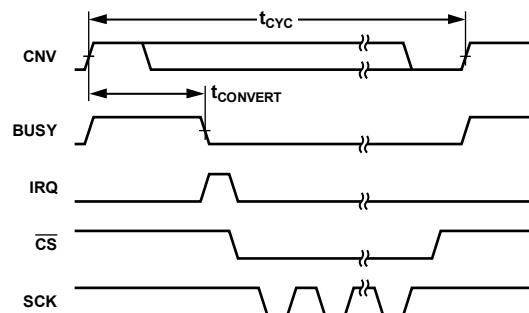 tCYC
CNV
tCONVERT
BUSY
IRQ
CS
SCK